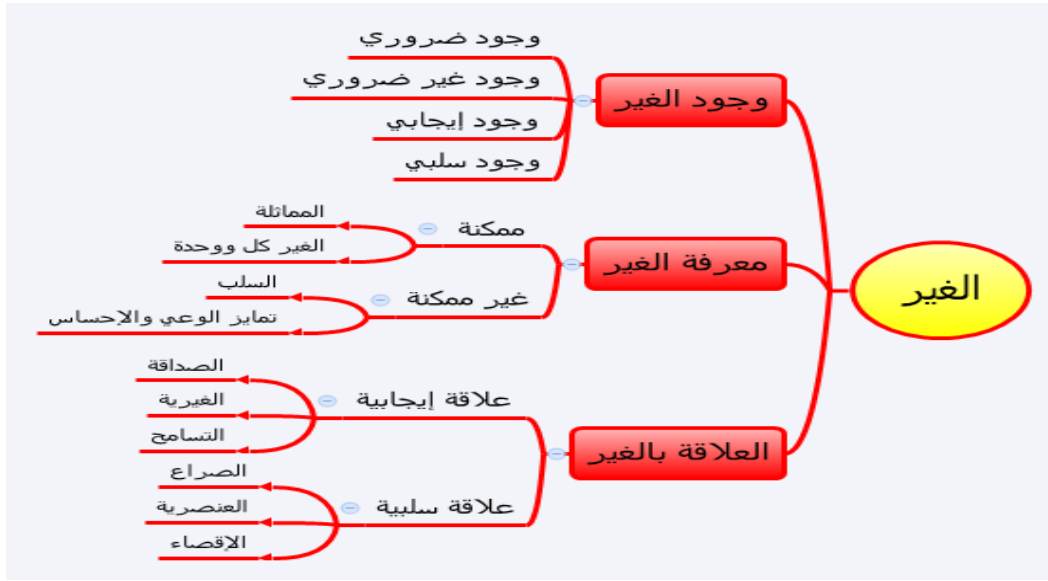 الغير
وجود الغير
وجود ضروري
وجود غير ضروري
وجود إيجابي
وجود سلبي
معرفة الغير
ممكنة
المماثلة
الغير كل ووحدة
غير ممكنة
السلب
تمايز الوعي والإحساس
العلاقة بالغير
علاقة إيجابية
الصداقة
الغيرية
التسامح
علاقة سلبية
الصراع
العنصرية
الإقصاء